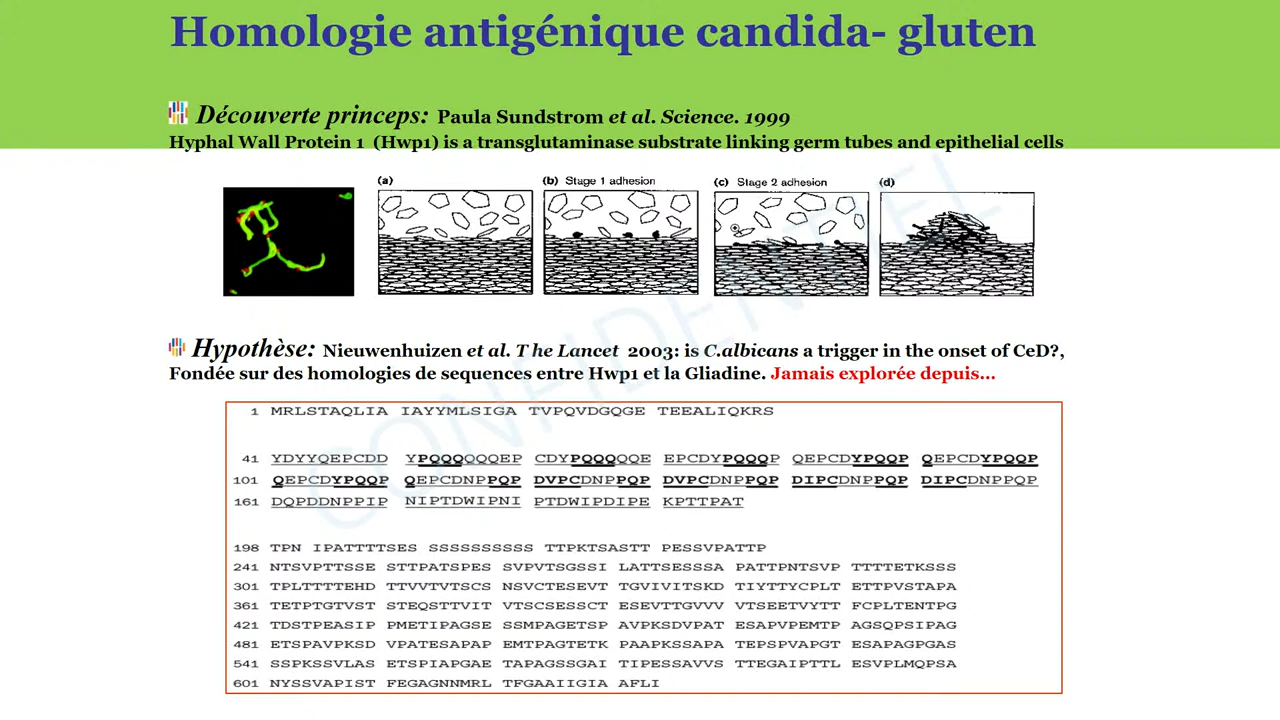 Homologie antigénique candida- gluten
Découverte princeps: Paula Sundstrom et al. Science. 1999
Hyphal Wall Protein 1 (Hwp1) is a transglutaminase substrate linking germ tubes and epithelial cells
(a) (b) Stage 1 adhesion (c) Stage 2 adhesion (d)
Hypothèse: Nieuwenhuizen et al. T he Lancet 2003: is C.albicans a trigger in the onset of CeD?,
Fondée sur des homologies de sequences entre Hwp1 et la Gliadine. Jamais explorée depuis...
1 MRLSTAQLIA IAYYMLSIGA TVPQVDGQGE TEEALIQKRS
41 YDYYQEPCDD YPQQQQQQEP CDYPQQQQQE EPCDYPQQQP QEPCDYPQQP QEPCDYPQQP
101 QEPCDYPQQP QEPCDNPPQP DVPCDNPPQP DVPCDNPPQP DIPCDNPPQP DIPCDNPPQP
161 DQPDDNPPIP NIPTDWIPNI PTDWIPDIPE KPTTPAT
198 TPN IPATTTTSES SSSSSSSSSS TTPKTSASTT PESSVPATTP
241 NTSVPTTSSE STTPATSPES SVPVTSGSSI LATTSESSSA PATTPNTSVP TTTTETKSSS
301 TPLTTTTEHD TTVVTVTSCS NSVCTESEVT TGVIVITSKD TIYTTYCPLT ETTPVSTAPA
361 TETPTGTVST STEQSTTVIT VTSCSESSCT ESEVTTGVVV VTSEETVYTT FCPLTENTPG
421 TDSTPEASIP PMETIPAGSE SSMPAGETSP AVPKSDVPAT ESAPVPEMTP AGSQPSIPAG
481 ETSPAVPKSD VPATESAPAP EMTPAGTETK PAAPKSSAPA TEPSPVAPGT ESAPAGPGAS
541 SSPKSSVLAS ETSPIAPGAE TAPAGSSGAI TIPESSAVVS TTEGAIPTTL ESVPLMQPSA
601 NYSSVAPIST FEGAGNNMRL TFGAAIIGIA AFLI
CONFIDENTIEL